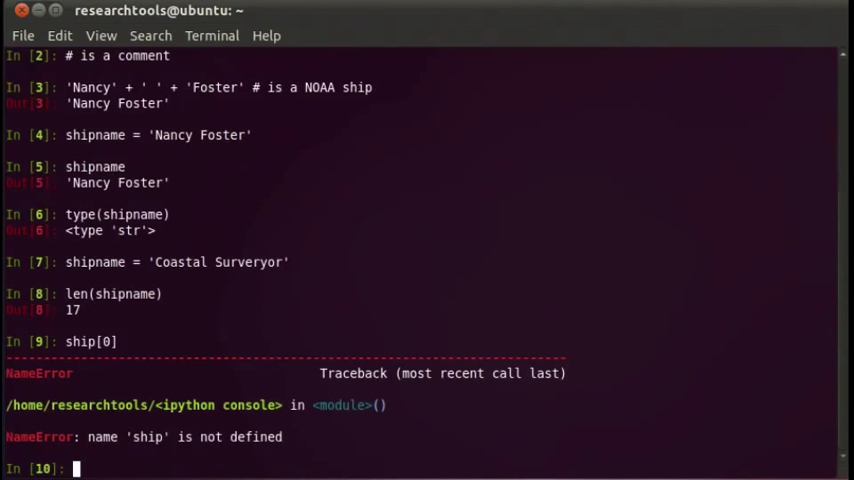 researchtools@ubuntu: ~
File Edit View Search Terminal Help
In [2]: # is a comment
In [3]: 'Nancy' + ' ' + 'Foster' # is a NOAA ship
Out[3]: 'Nancy Foster'
In [4]: shipname = 'Nancy Foster'
In [5]: shipname
Out[5]: 'Nancy Foster'
In [6]: type(shipname)
Out[6]: <type 'str'>
In [7]: shipname = 'Coastal Surveryor'
In [8]: len(shipname)
Out[8]: 17
In [9]: ship[0]
---------------------------------------------------------------------------
NameError Traceback (most recent call last)
/home/researchtools/<ipython console> in <module>()
NameError: name 'ship' is not defined
In [10]: